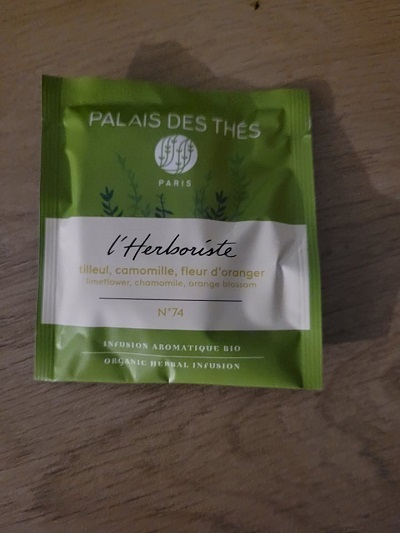 PALAIS DES THÉS
PARIS
l'Herboriste
tilleul, camomille, fleur d'oranger
limeflower, chamomile, orange blossom
N°74
INFUSION AROMATIQUE BIO
ORGANIC HERBAL INFUSION